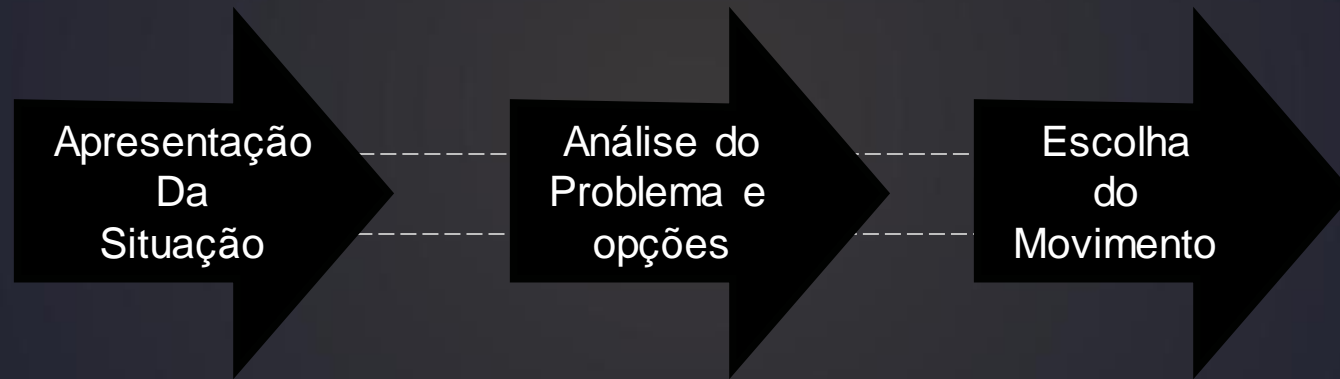 Apresentação
Da
Situação
Análise do
Problema e
opções
Escolha
do
Movimento